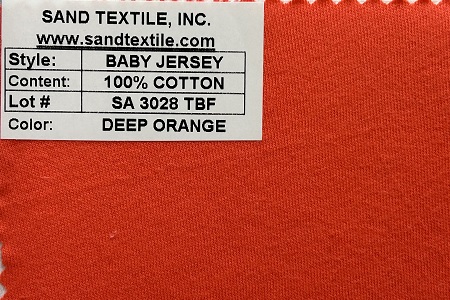 SAND TEXTILE, INC.
www.sandtextile.com
Style: BABY JERSEY
Content: 100% COTTON
Lot # SA 3028 TBF
Color: DEEP ORANGE